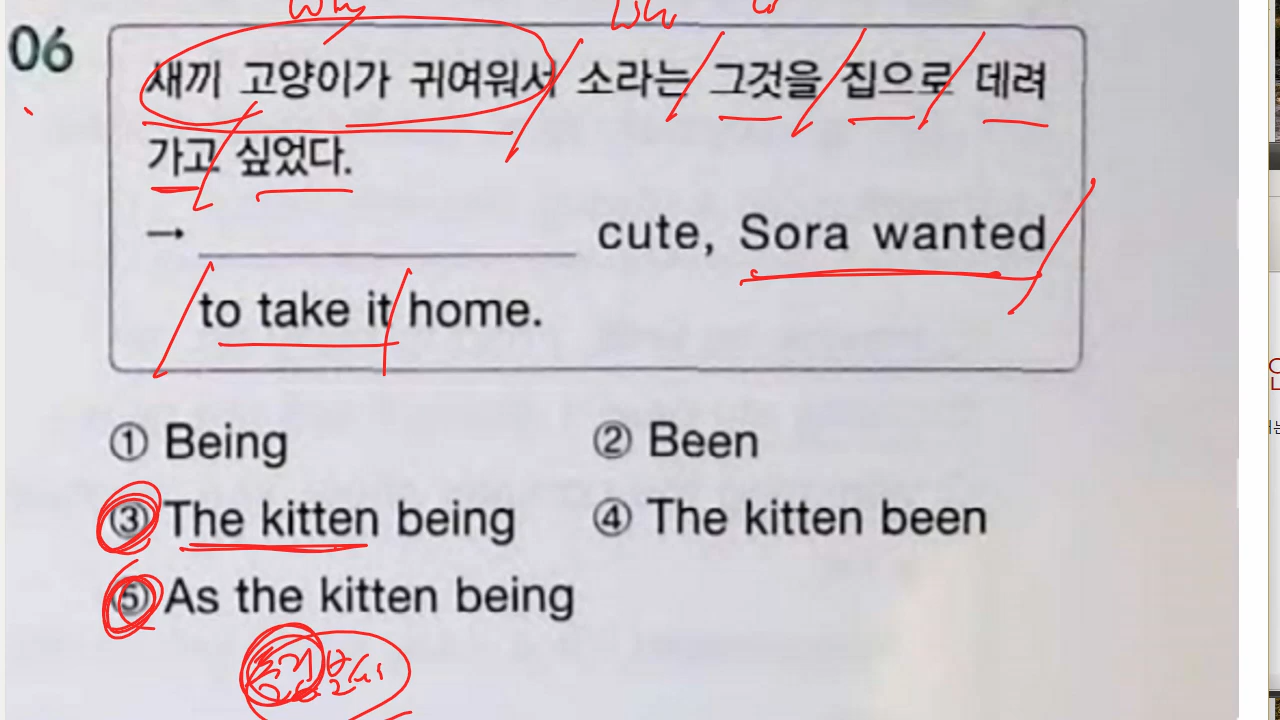 Why
06
새끼 고양이가 귀여워서 소라는 그것을 집으로 데려
가고 싶었다.
→ cute, Sora wanted
to take it home.
① Being ② Been
③ The kitten being ④ The kitten been
⑤ As the kitten being